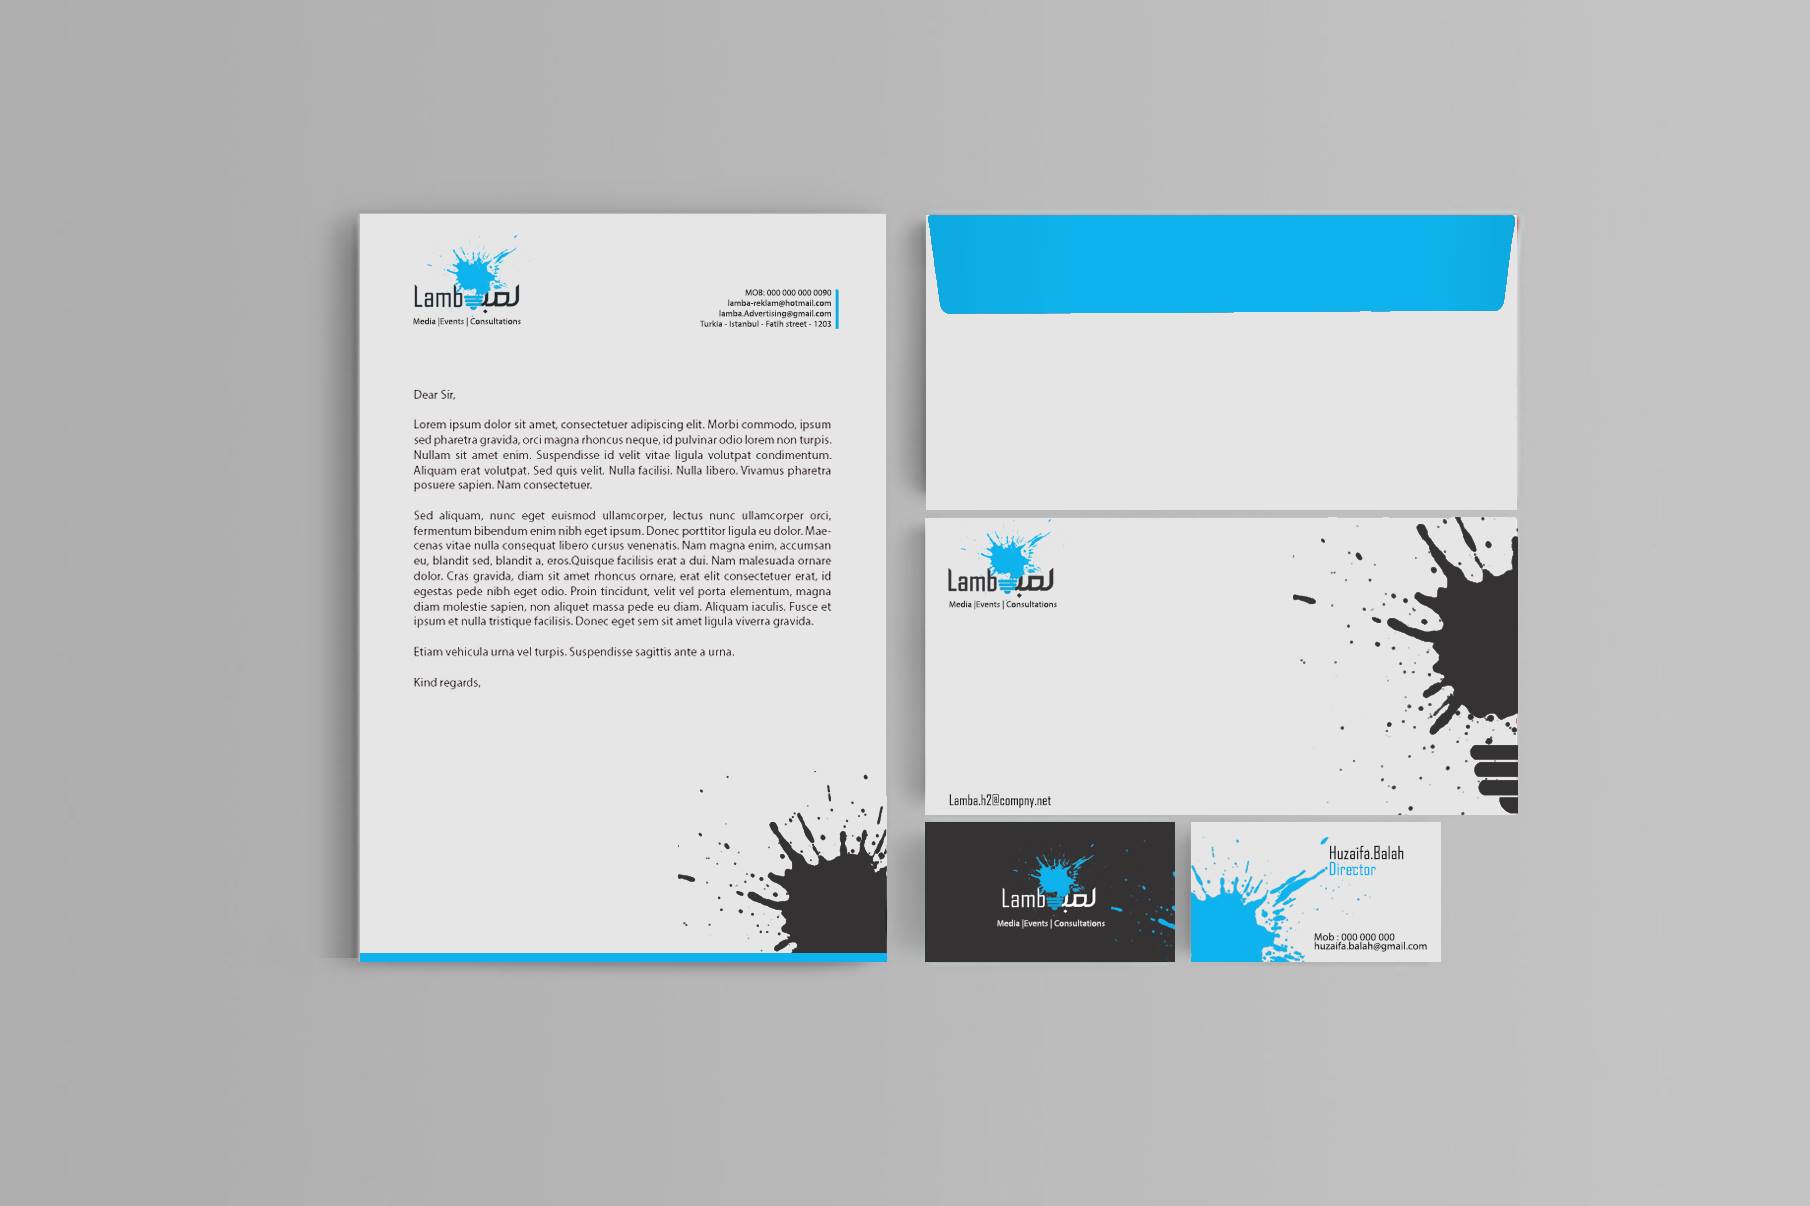 Lamb لمبـ
Media |Events | Consultations
MOB: 000 000 000 0090
lamba-reklam@hotmail.com
lamba.Advertising@gmail.com
Turkia - Istanbul - Fatih street - 1203
Dear Sir,
Lorem ipsum dolor sit amet, consectetuer adipiscing elit. Morbi commodo, ipsum
sed pharetra gravida, orci magna rhoncus neque, id pulvinar odio lorem non turpis.
Nullam sit amet enim. Suspendisse id velit vitae ligula volutpat condimentum.
Aliquam erat volutpat. Sed quis velit. Nulla facilisi. Nulla libero. Vivamus pharetra
posuere sapien. Nam consectetuer.
Sed aliquam, nunc eget euismod ullamcorper, lectus nunc ullamcorper orci,
fermentum bibendum enim nibh eget ipsum. Donec porttitor ligula eu dolor. Mae-
cenas vitae nulla consequat libero cursus venenatis. Nam magna enim, accumsan
eu, blandit sed, blandit a, eros.Quisque facilisis erat a dui. Nam malesuada ornare
dolor. Cras gravida, diam sit amet rhoncus ornare, erat elit consectetuer erat, id
egestas pede nibh eget odio. Proin tincidunt, velit vel porta elementum, magna
diam molestie sapien, non aliquet massa pede eu diam. Aliquam iaculis. Fusce et
ipsum et nulla tristique facilisis. Donec eget sem sit amet ligula viverra gravida.
Etiam vehicula urna vel turpis. Suspendisse sagittis ante a urna.
Kind regards,
Lamb لمبـ
Media |Events | Consultations
Lamba.h2@compny.net
Lamb لمبـ
Media |Events | Consultations
Huzaifa.Balah
Director
Mob : 000 000 000
huzaifa.balah@gmail.com